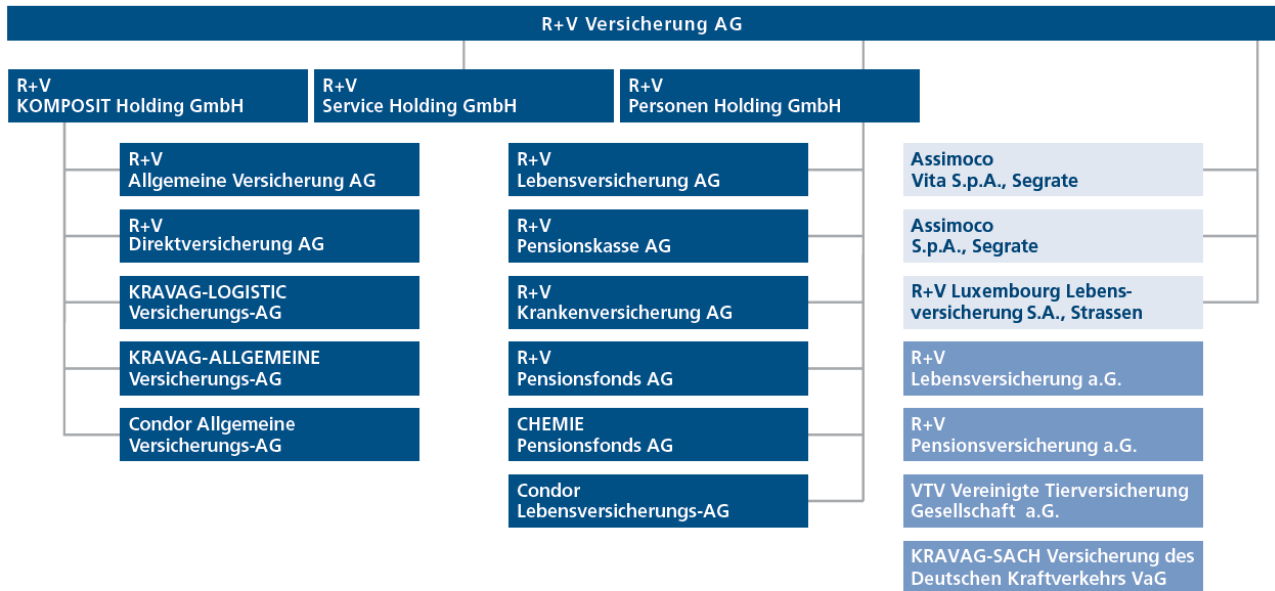 R+V Versicherung AG
R+V
KOMPOSIT Holding GmbH
R+V
Service Holding GmbH
R+V
Personen Holding GmbH
R+V
Allgemeine Versicherung AG
R+V
Direktversicherung AG
KRAVAG-LOGISTIC
Versicherungs-AG
KRAVAG-ALLGEMEINE
Versicherungs-AG
Condor Allgemeine
Versicherungs-AG
R+V
Lebensversicherung AG
R+V
Pensionskasse AG
R+V
Krankenversicherung AG
R+V
Pensionsfonds AG
CHEMIE
Pensionsfonds AG
Condor
Lebensversicherungs-AG
Assimoco
Vita S.p.A., Segrate
Assimoco
S.p.A., Segrate
R+V Luxembourg Lebens-
versicherung S.A., Strassen
R+V
Lebensversicherung a.G.
R+V
Pensionsversicherung a.G.
VTV Vereinigte Tierversicherung
Gesellschaft a.G.
KRAVAG-SACH Versicherung des
Deutschen Kraftverkehrs VaG